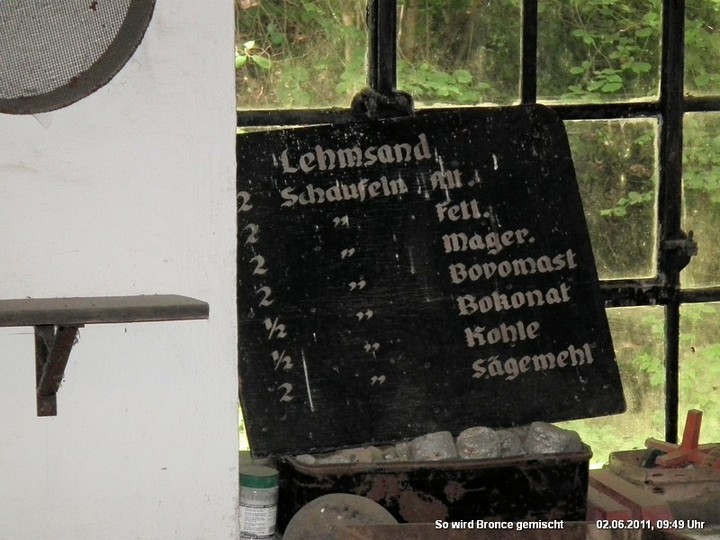 Lehmsand
2 Schaufeln Alt.
2 " Fett.
2 " Mager.
2 " Bovomast
½ " Bokonat
½ " Kohle
2 " Sägemehl
So wird Bronce gemischt 02.06.2011, 09:49 Uhr